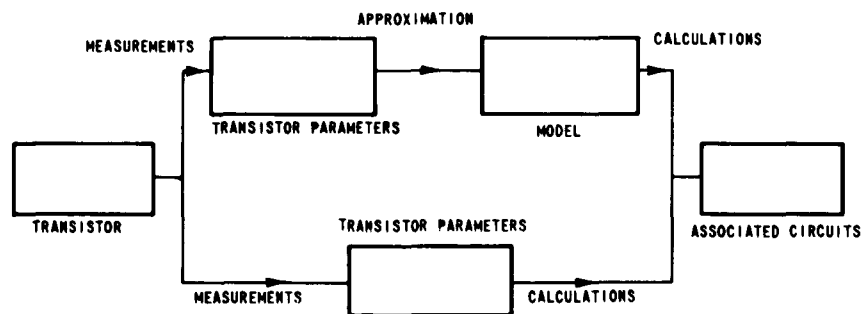 APPROXIMATION
MEASUREMENTS
CALCULATIONS
TRANSISTOR PARAMETERS
MODEL
TRANSISTOR
TRANSISTOR PARAMETERS
ASSOCIATED CIRCUITS
MEASUREMENTS
CALCULATIONS